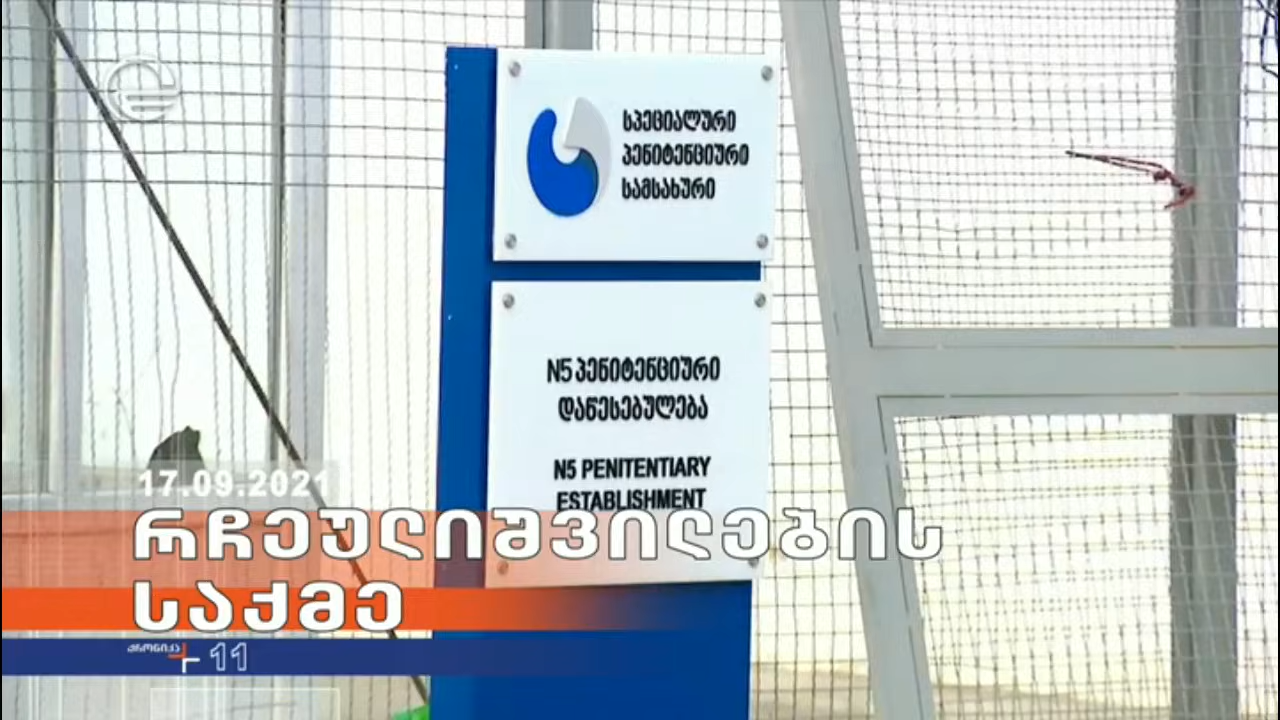 სპეციალური
პენიტენციური
სამსახური
N5 პენიტენციური
დაწესებულება
N5 PENITENTIARY
ESTABLISHMENT
17.09.2021
რჩეულიშვილების
საქმე
ქრონიკა
11